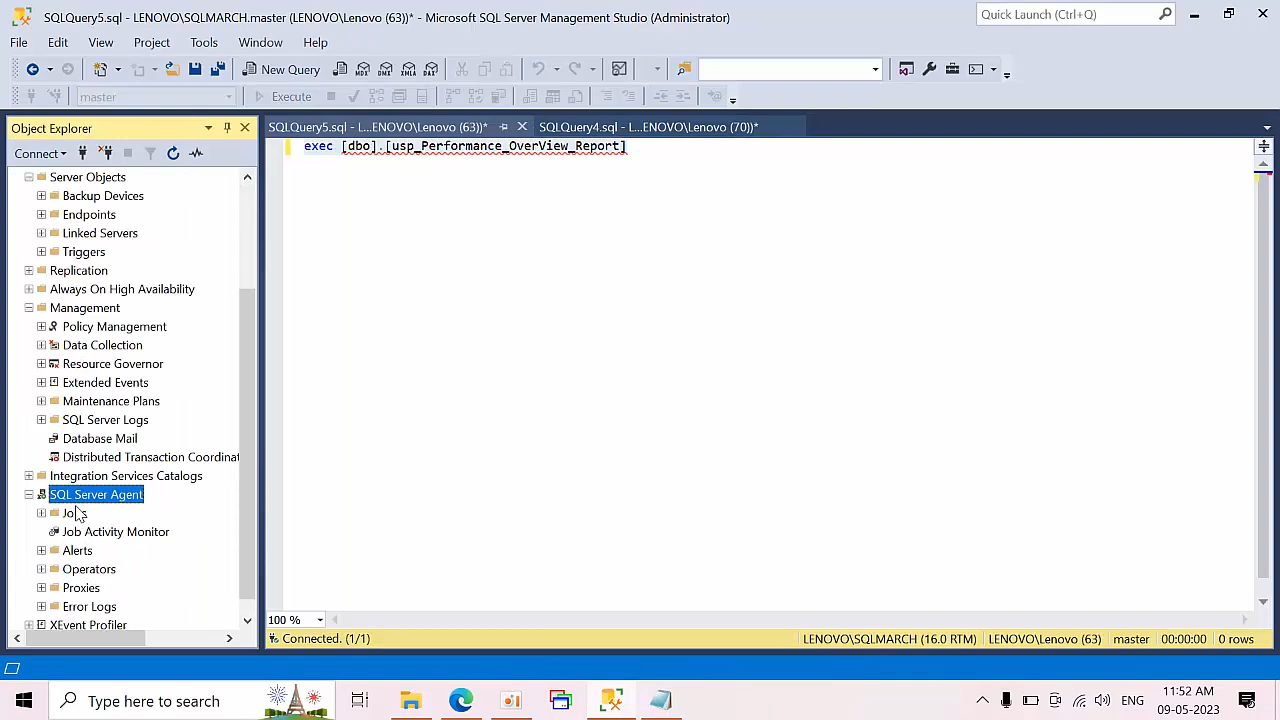 SQLQuery5.sql - LENOVO\SQLMARCH.master (LENOVO\Lenovo (63))* - Microsoft SQL Server Management Studio (Administrator)
Quick Launch (Ctrl+Q)
File Edit View Project Tools Window Help
New Query
MDX DMX XMLA DAX
master
Execute
Object Explorer
SQLQuery5.sql - L...ENOVO\Lenovo (63))*
SQLQuery4.sql - L...ENOVO\Lenovo (70))*
Connect
exec [dbo].[usp_Performance_OverView_Report]
Server Objects
Backup Devices
Endpoints
Linked Servers
Triggers
Replication
Always On High Availability
Management
Policy Management
Data Collection
Resource Governor
Extended Events
Maintenance Plans
SQL Server Logs
Database Mail
Distributed Transaction Coordinat
Integration Services Catalogs
SQL Server Agent
Jobs
Job Activity Monitor
Alerts
Operators
Proxies
Error Logs
XEvent Profiler
100 %
Connected. (1/1)
LENOVO\SQLMARCH (16.0 RTM) LENOVO\Lenovo (63) master 00:00:00 0 rows
Type here to search
ENG
11:52 AM
09-05-2023